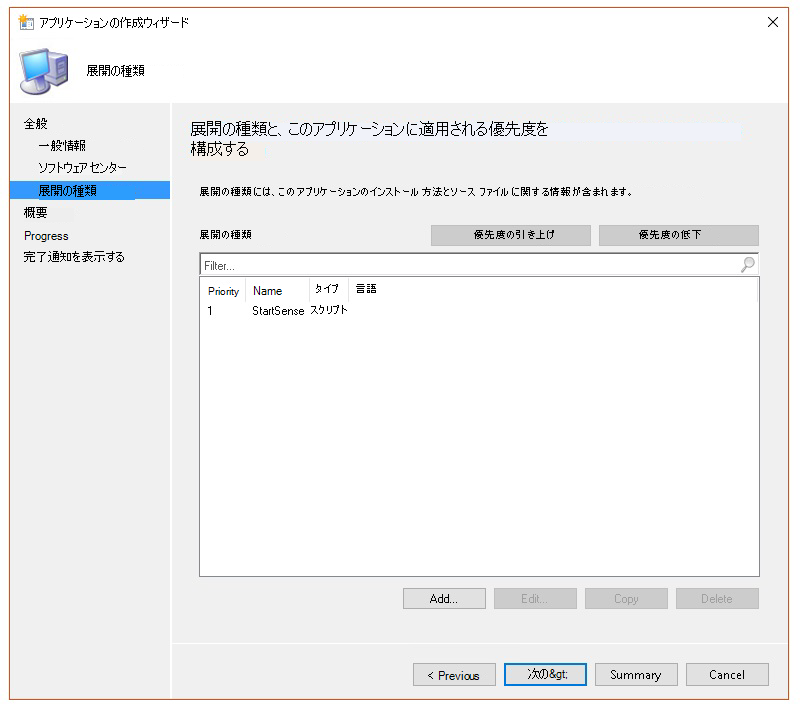 アプリケーションの作成ウィザード
展開の種類
全般
一般情報
ソフトウェア センター
展開の種類
概要
Progress
完了通知を表示する
展開の種類と、このアプリケーションに適用される優先度を
構成する
展開の種類には、このアプリケーションのインストール 方法とソース ファイルに関する情報が含まれます。
展開の種類 優先度の引き上げ 優先度の低下
Filter...
Priority Name タイプ 言語
1 StartSense スクリプト
Add... Edit... Copy Delete
< Previous 次の&gt; Summary Cancel